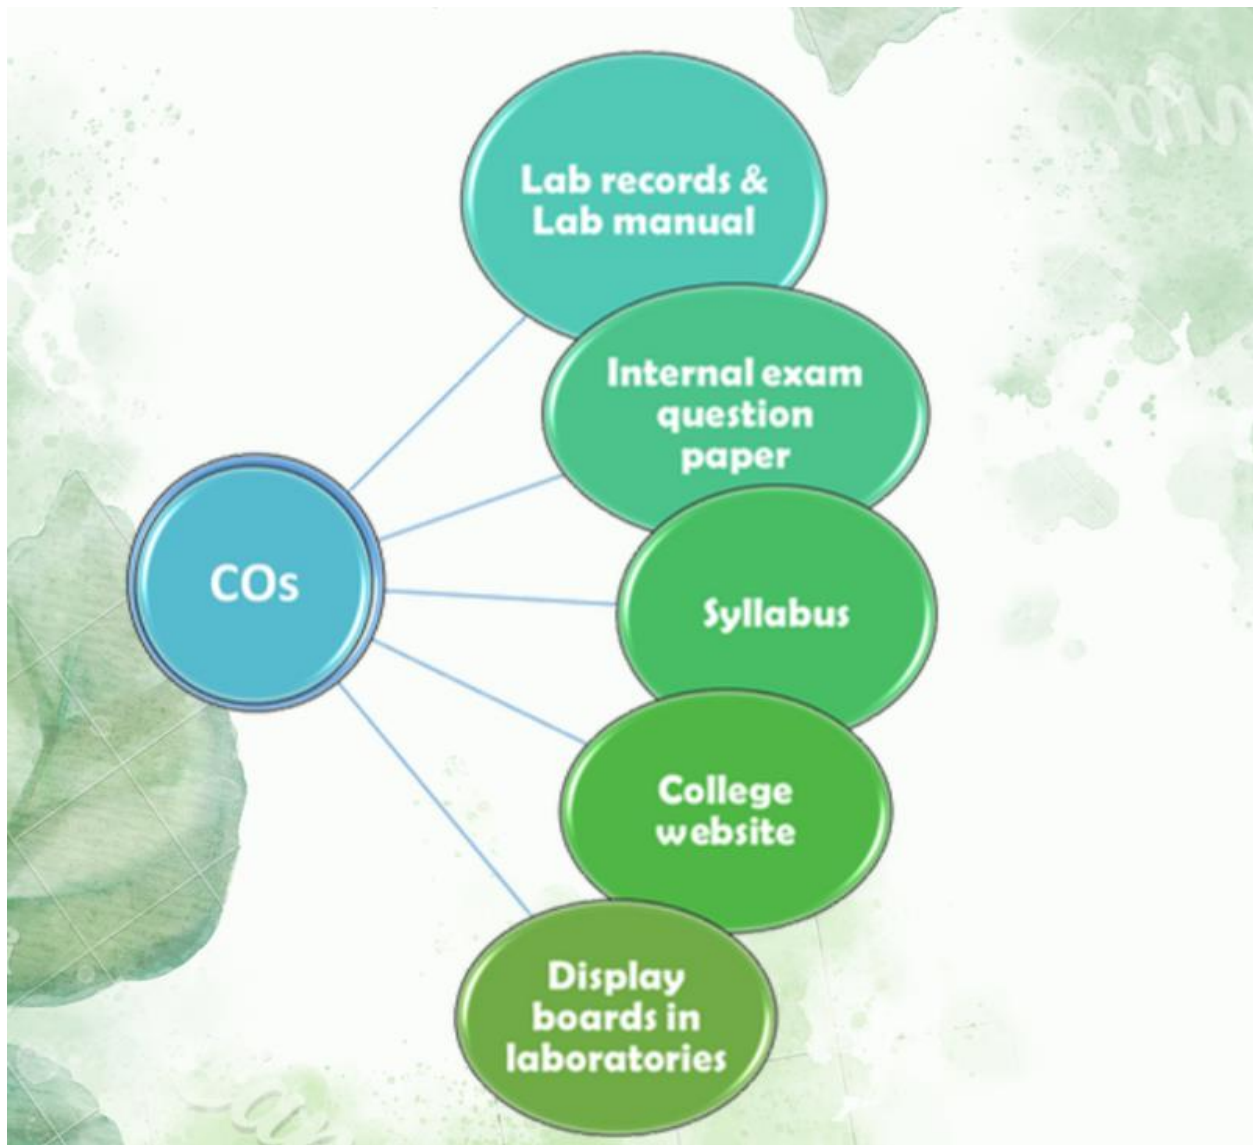 Lab records &
Lab manual
Internal exam
question
paper
COs
Syllabus
College
website
Display
boards in
laboratories